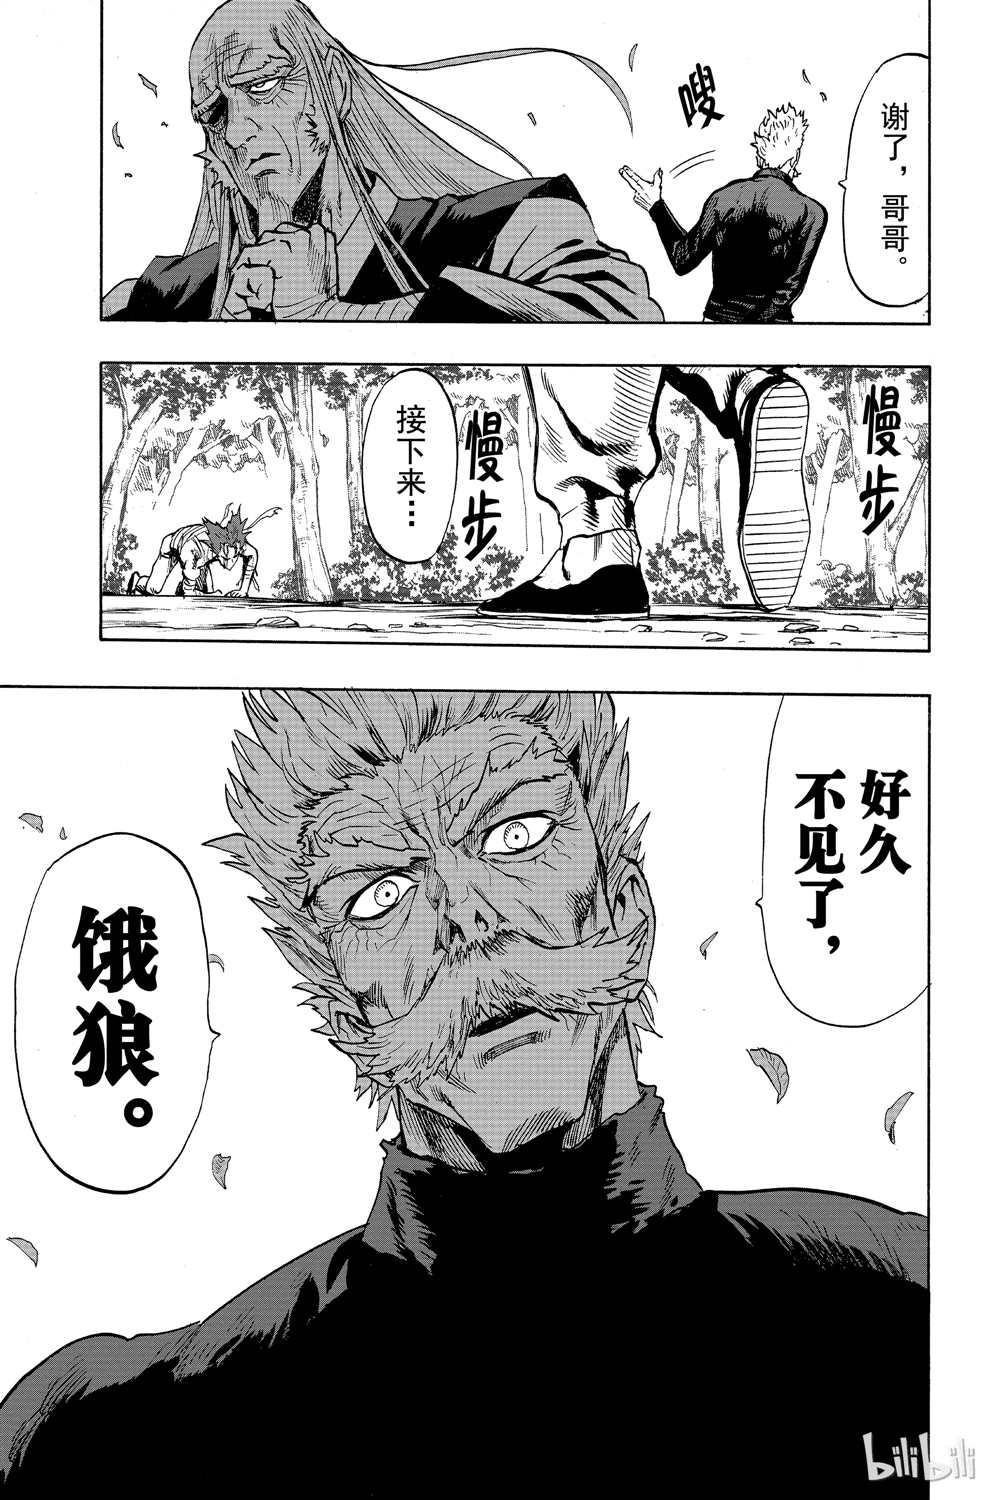 谢了，哥哥。
嗖
慢步
慢步
接下来…
好久
不见了，
饿狼。
bilibili